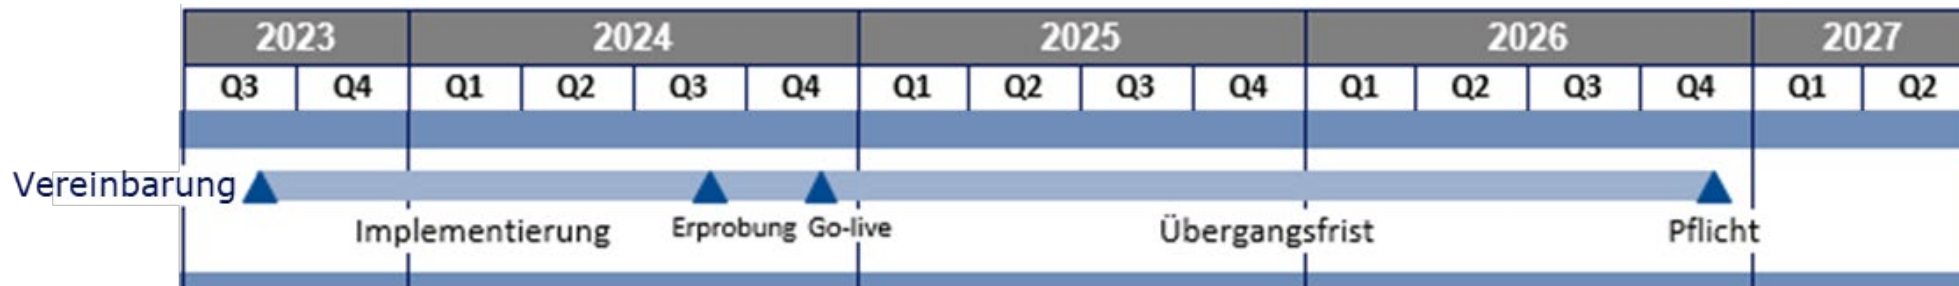 2023 2024 2025 2026 2027
Q3 Q4 Q1 Q2 Q3 Q4 Q1 Q2 Q3 Q4 Q1 Q2 Q3 Q4 Q1 Q2
Vereinbarung
Implementierung Erprobung Go-live Übergangsfrist Pflicht